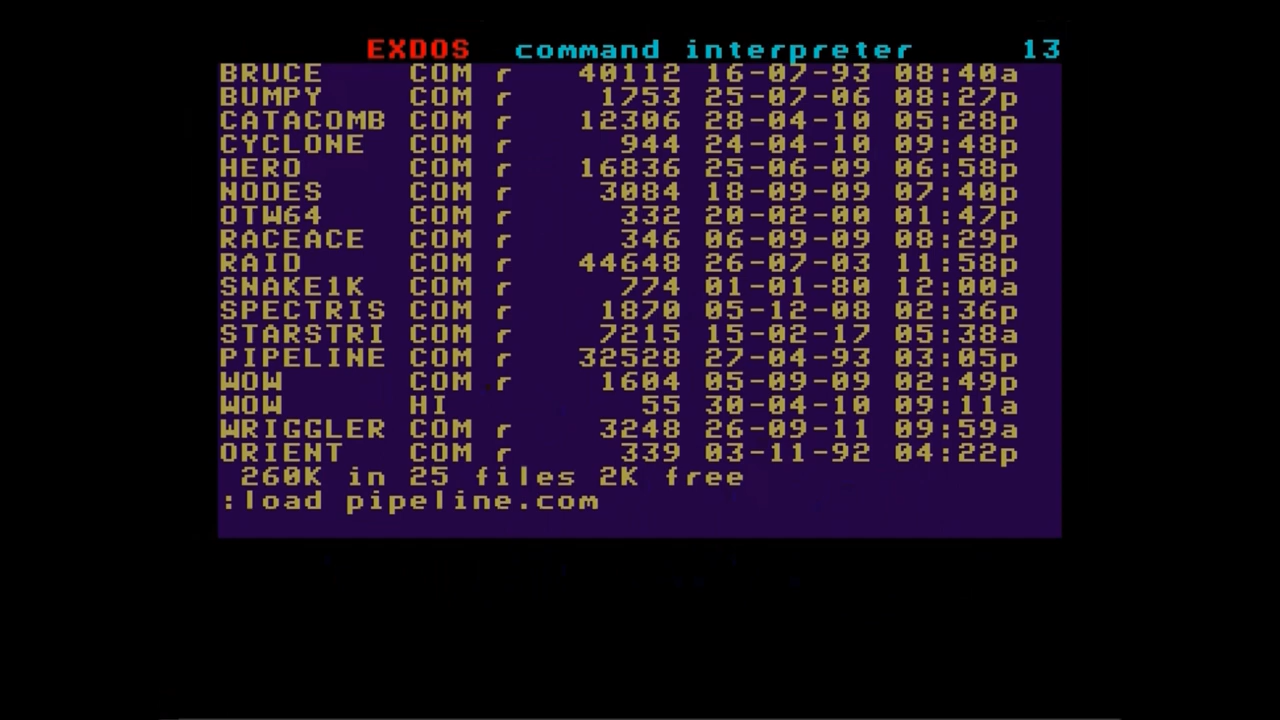 EXDOS command interpreter 13
BRUCE COM r 40112 16-07-93 08:40a
BUMPY COM r 1753 25-07-06 08:27p
CATACOMB COM r 12306 28-04-10 05:28p
CYCLONE COM r 944 24-04-10 09:48p
HERO COM r 16836 25-06-09 06:58p
NODES COM r 3084 18-09-09 07:40p
OTW64 COM r 332 20-02-00 01:47p
RACEACE COM r 346 06-09-09 08:29p
RAID COM r 44648 26-07-03 11:58p
SNAKE1K COM r 774 01-01-80 12:00a
SPECTRIS COM r 1870 05-12-08 02:36p
STARSTRI COM r 7215 15-02-17 05:38a
PIPELINE COM r 32528 27-04-93 03:05p
WOW COM r 1604 05-09-09 02:49p
WOW HI 55 30-04-10 09:11a
WRIGGLER COM r 3248 26-09-11 09:59a
ORIENT COM r 339 03-11-92 04:22p
260K in 25 files 2K free
:load pipeline.com